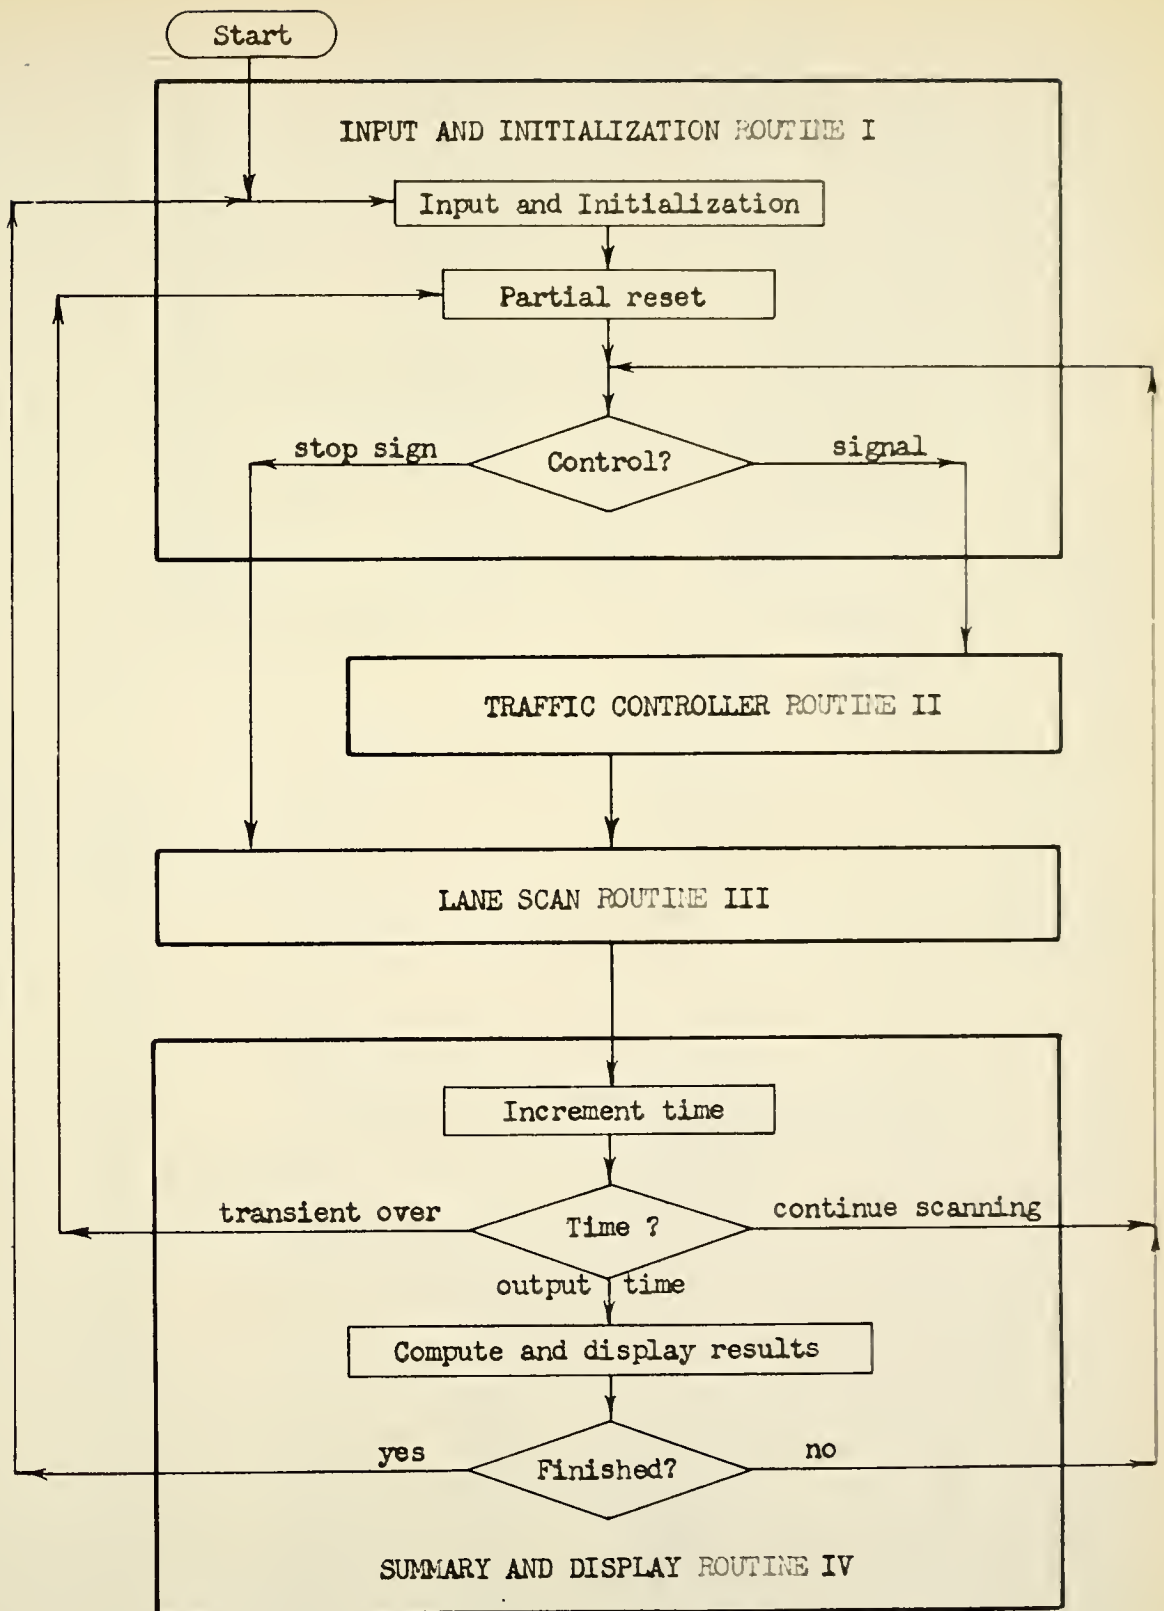 Start
INPUT AND INITIALIZATION ROUTINE I
Input and Initialization
Partial reset
stop sign
Control?
signal
TRAFFIC CONTROLLER ROUTINE II
LANE SCAN ROUTINE III
Increment time
transient over
Time ?
continue scanning
output time
Compute and display results
yes
Finished?
no
SUMMARY AND DISPLAY ROUTINE IV